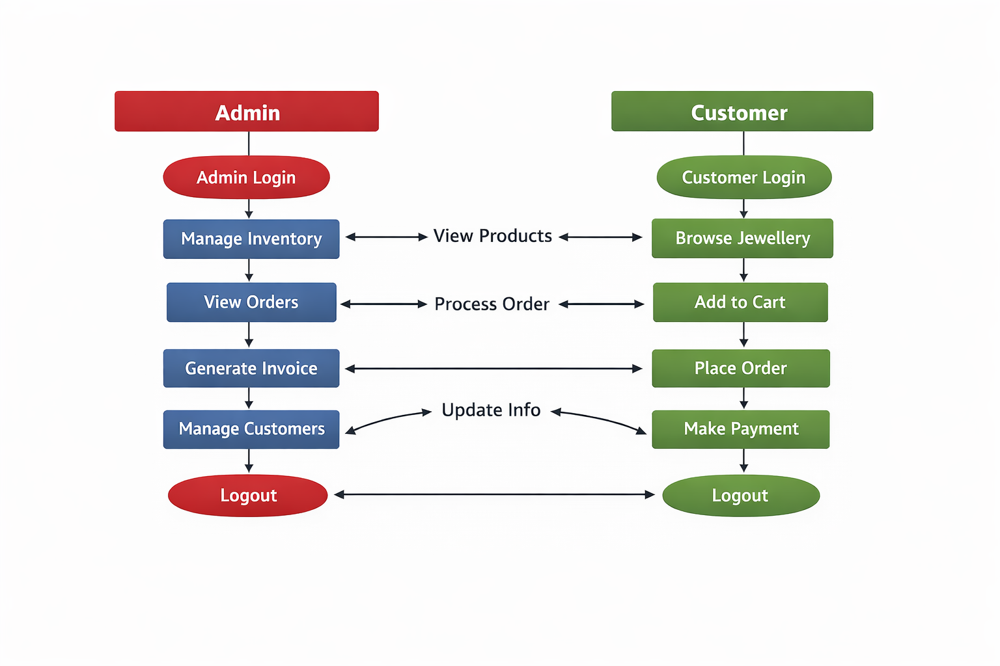 Admin
Customer
Admin Login
Customer Login
Manage Inventory
View Products
Browse Jewellery
View Orders
Process Order
Add to Cart
Generate Invoice
Place Order
Update Info
Manage Customers
Make Payment
Logout
Logout